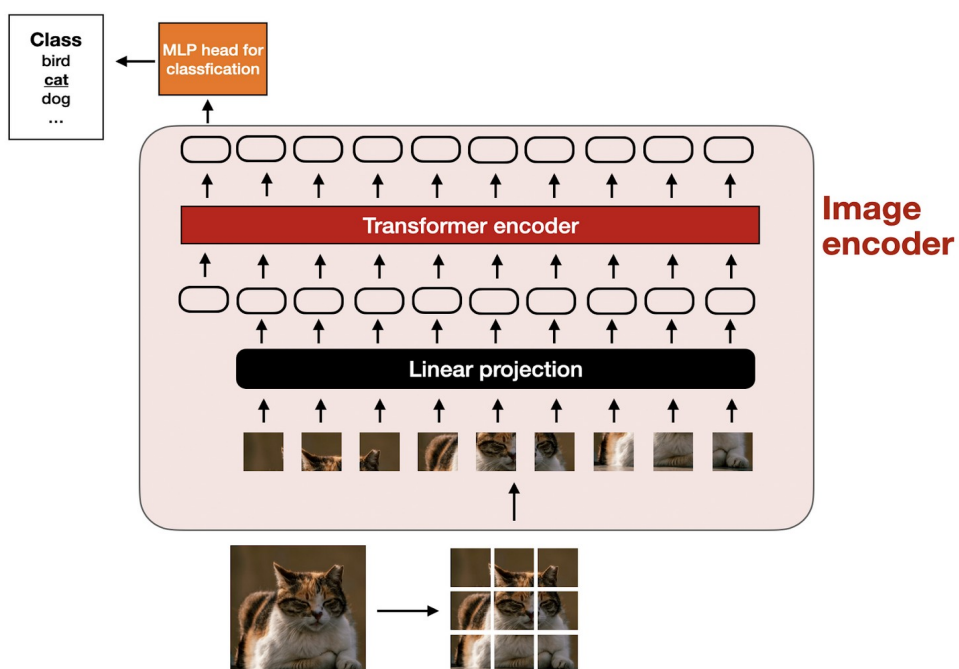 Class
bird
cat
dog
...
MLP head for
classfication
Transformer encoder
Image
encoder
Linear projection